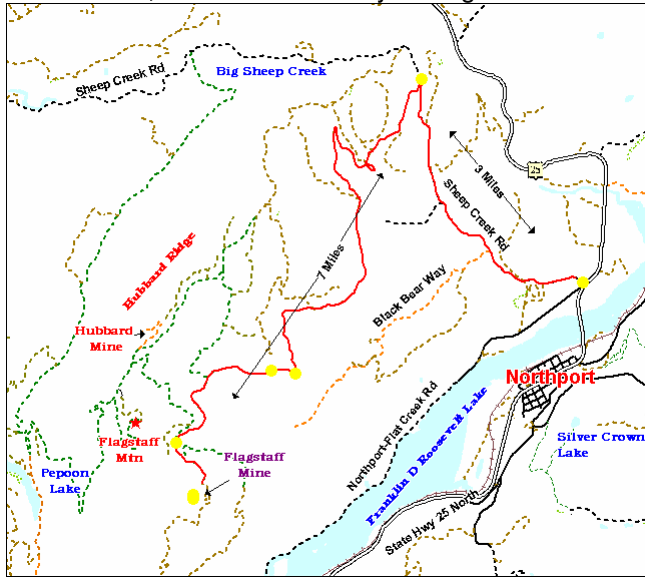 Sheep Creek Rd
Big Sheep Creek
25
3 Miles
Sheep Creek Rd
7 Miles
Hubbard Ridge
Black Bear Way
Hubbard
Mine
Northport
Northport-Flat Creek Rd
Franklin D Roosevelt Lake
Flagstaff
Mtn
Flagstaff
Mine
Pepoon
Lake
Silver Crown
Lake
State Hwy 25 North